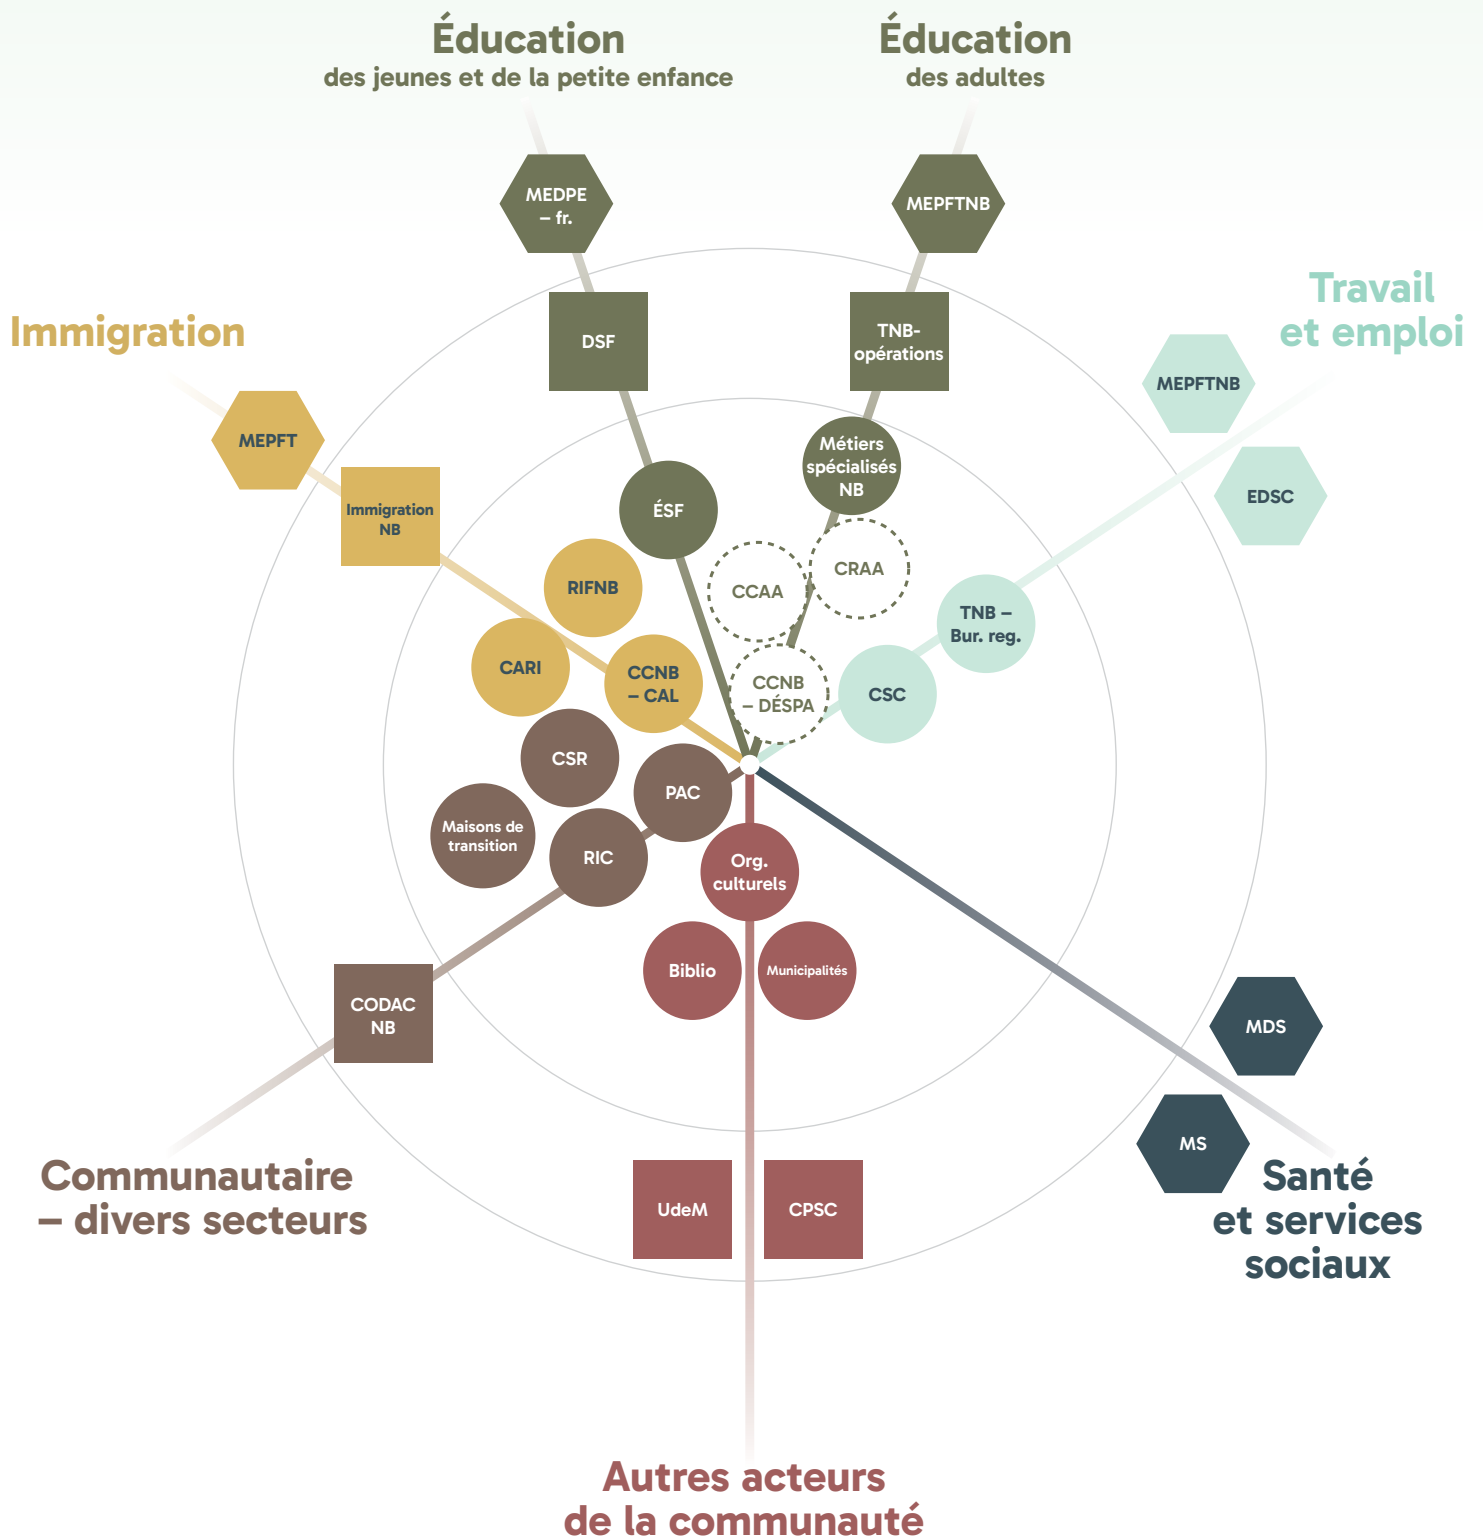 Éducation
des jeunes et de la petite enfance
Éducation
des adultes
MEDPE
– fr.
MEPFTNB
DSF
TNB-
opérations
Travail
et emploi
Immigration
MEPFTNB
MEPFT
Métiers
spécialisés
NB
EDSC
Immigration
NB
ÉSF
CRAA
RIFNB
CCAA
TNB –
Bur. reg.
CARI
CCNB
– CAL
CCNB
– DÉSPA
CSC
CSR
PAC
Maisons de
transition
RIC
Org.
culturels
Biblio
Municipalités
CODAC
NB
MDS
MS
Communautaire
– divers secteurs
Santé
et services
sociaux
UdeM
CPSC
Autres acteurs
de la communauté